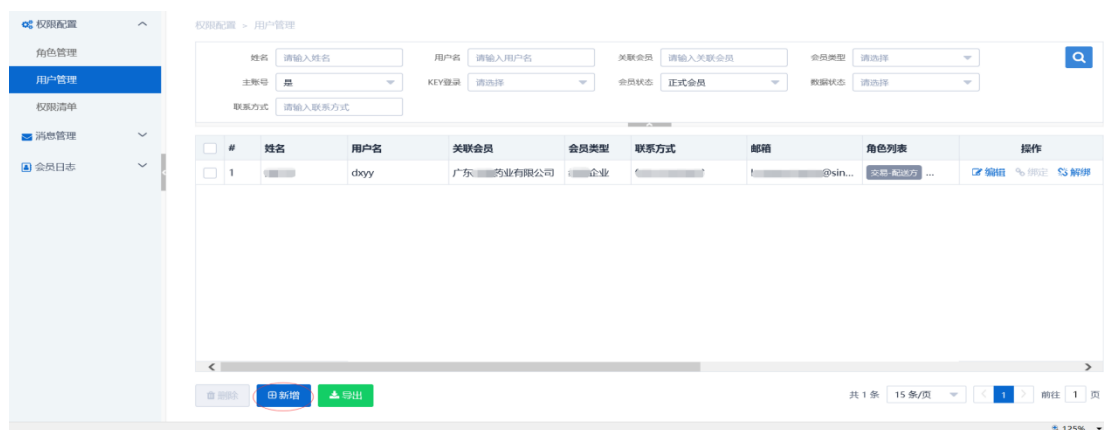 权限配置
角色管理
用户管理
权限清单
消息管理
会员日志
权限配置 > 用户管理
姓名 请输入姓名 用户名 请输入用户名 关联会员 请输入关联会员 会员类型 请选择
主账号 是 KEY登录 请选择 会员状态 正式会员 数据状态 请选择
联系方式 请输入联系方式
# 姓名 用户名 关联会员 会员类型 联系方式 邮箱 角色列表 操作
1 dxyy 广东 药业有限公司 企业 @sin... 交易-配送方 ... 编辑 绑定 解绑
删除 新增 导出 共 1 条 15 条/页 1 前往 1 页
125%